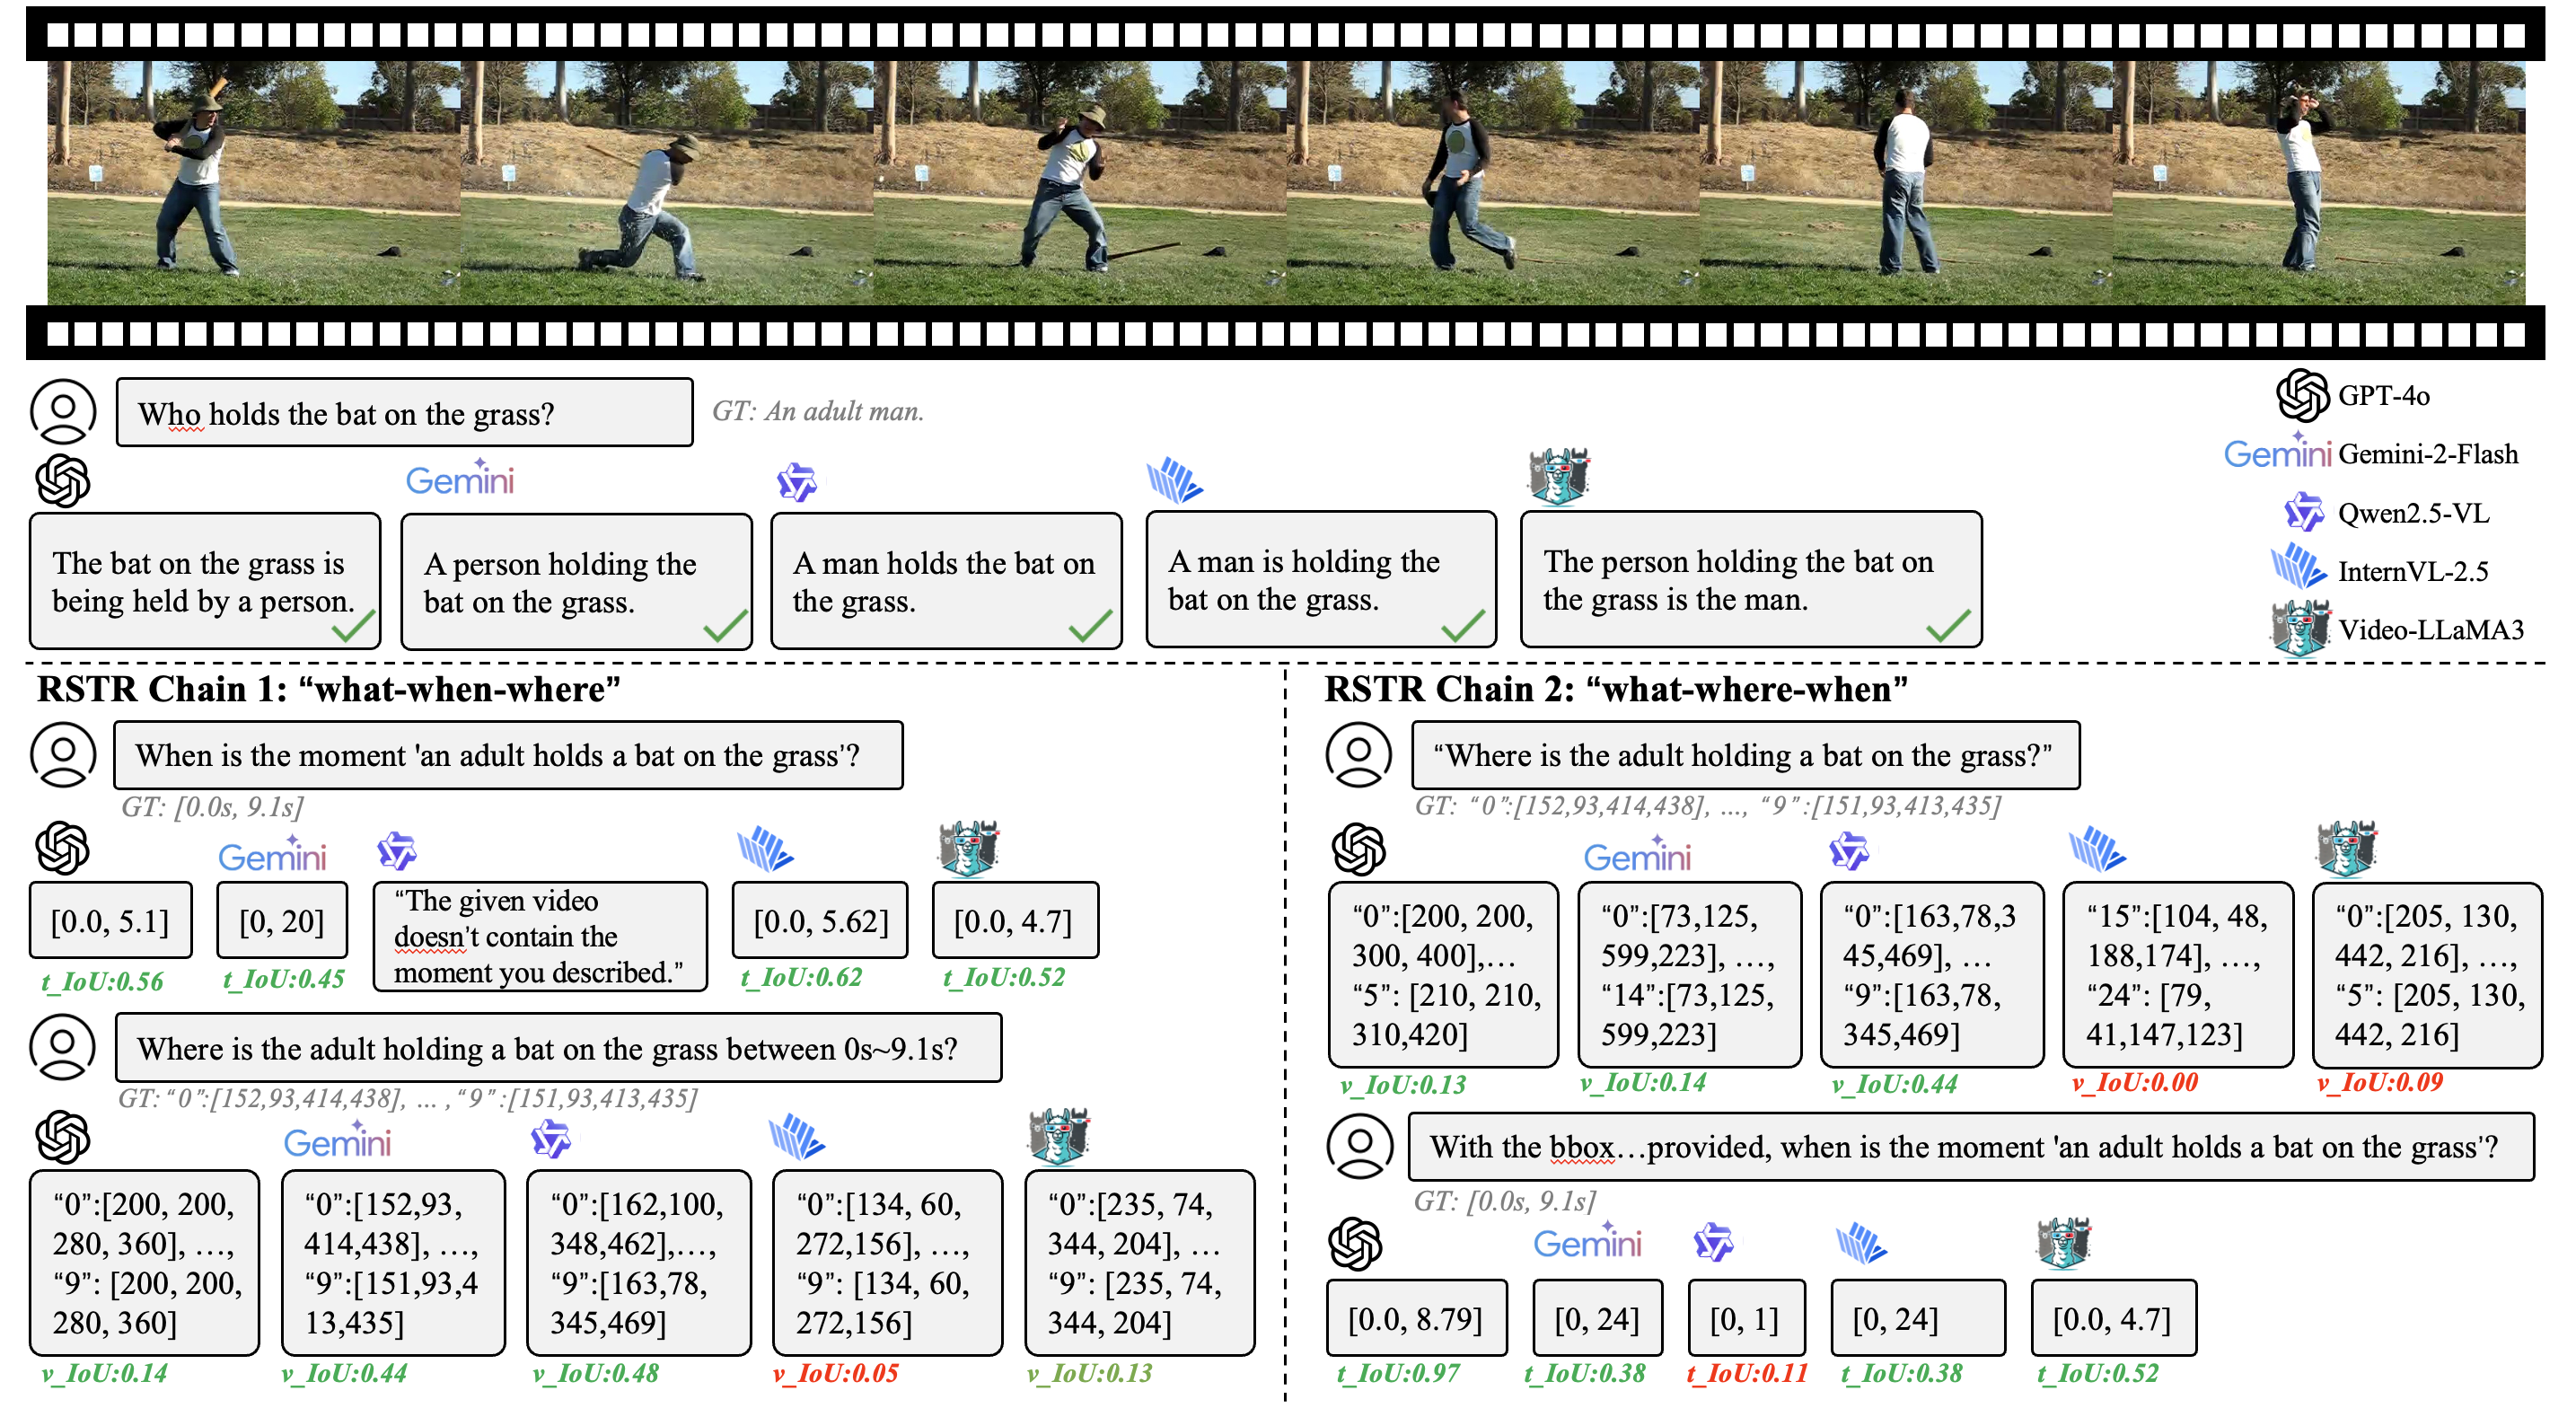 Who holds the bat on the grass?
GT: An adult man.
GPT-4o
Gemini Gemini-2-Flash
Qwen2.5-VL
InternVL-2.5
Video-LLaMA3
Gemini
The bat on the grass is
being held by a person.
A person holding the
bat on the grass.
A man holds the bat on
the grass.
A man is holding the
bat on the grass.
The person holding the bat on
the grass is the man.
RSTR Chain 1: “what-when-where”
When is the moment 'an adult holds a bat on the grass'?
GT: [0.0s, 9.1s]
Gemini
[0.0, 5.1]
t_IoU:0.56
[0, 20]
t_IoU:0.45
“The given video
doesn't contain the
moment you described.”
[0.0, 5.62]
t_IoU:0.62
[0.0, 4.7]
t_IoU:0.52
Where is the adult holding a bat on the grass between 0s~9.1s?
GT: “0”:[152,93,414,438], … , “9”:[151,93,413,435]
Gemini
“0”:[200, 200,
280, 360], …,
“9”: [200, 200,
280, 360]
v_IoU:0.14
“0”:[152,93,
414,438], …,
“9”:[151,93,4
13,435]
v_IoU:0.44
“0”:[162,100,
348,462],…,
“9”:[163,78,
345,469]
v_IoU:0.48
“0”:[134, 60,
272,156], …,
“9”: [134, 60,
272,156]
v_IoU:0.05
“0”:[235, 74,
344, 204], …
“9”: [235, 74,
344, 204]
v_IoU:0.13
RSTR Chain 2: “what-where-when”
“Where is the adult holding a bat on the grass?”
GT: “0”:[152,93,414,438], …, “9”:[151,93,413,435]
Gemini
“0”:[200, 200,
300, 400],…
“5”: [210, 210,
310,420]
v_IoU:0.13
“0”:[73,125,
599,223], …,
“14”:[73,125,
599,223]
v_IoU:0.14
“0”:[163,78,3
45,469], …
“9”:[163,78,
345,469]
v_IoU:0.44
“15”:[104, 48,
188,174], …,
“24”: [79,
41,147,123]
v_IoU:0.00
“0”:[205, 130,
442, 216], …,
“5”: [205, 130,
442, 216]
v_IoU:0.09
With the bbox…provided, when is the moment 'an adult holds a bat on the grass'?
GT: [0.0s, 9.1s]
Gemini
[0.0, 8.79]
t_IoU:0.97
[0, 24]
t_IoU:0.38
[0, 1]
t_IoU:0.11
[0, 24]
t_IoU:0.38
[0.0, 4.7]
t_IoU:0.52